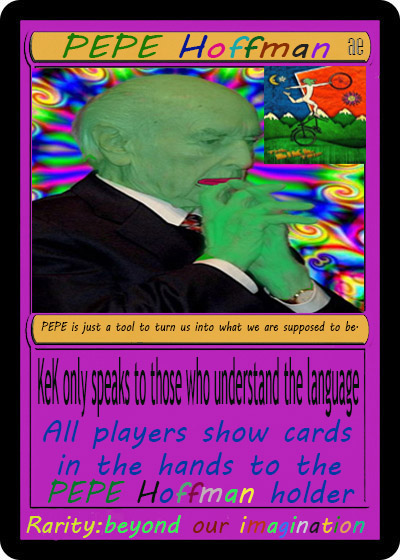 PEPE Hoffman ae
PEPE is just a tool to turn us into what we are supposed to be.
KeK only speaks to those who understand the language
All players show cards
in the hands to the
PEPE Hoffman holder
Rarity:beyond our imagination